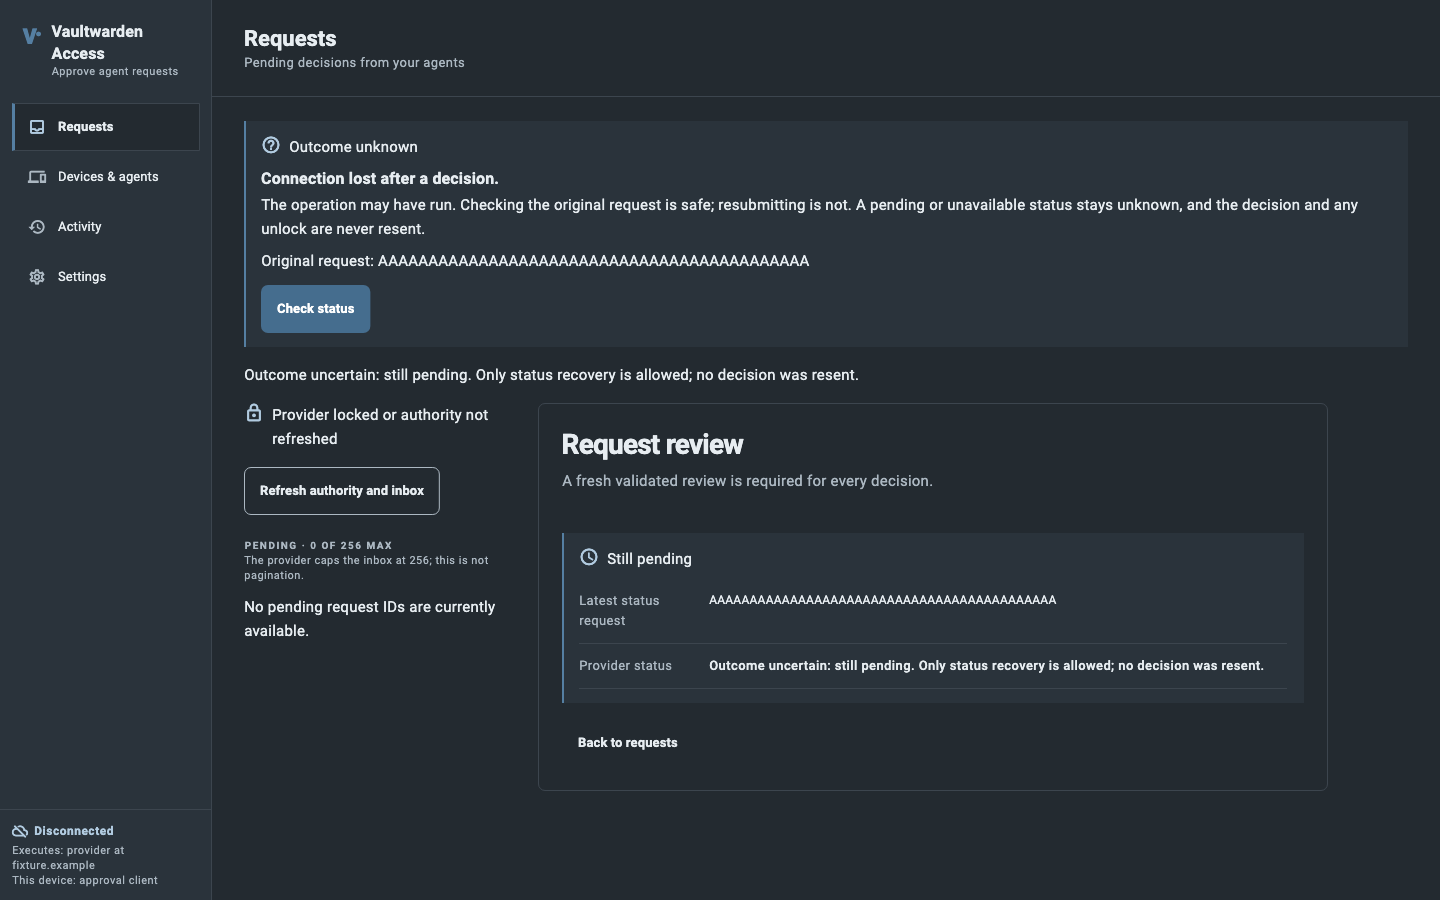 Vaultwarden
Access
Approve agent requests
Requests
Devices & agents
Activity
Settings
Disconnected
Executes: provider at
fixture.example
This device: approval client
Requests
Pending decisions from your agents
Outcome unknown
Connection lost after a decision.
The operation may have run. Checking the original request is safe; resubmitting is not. A pending or unavailable status stays unknown, and the decision and any
unlock are never resent.
Original request: AAAAAAAAAAAAAAAAAAAAAAAAAAAAAAAAAAAAAAAAAAA
Check status
Outcome uncertain: still pending. Only status recovery is allowed; no decision was resent.
Provider locked or authority not
refreshed
Refresh authority and inbox
PENDING · 0 OF 256 MAX
The provider caps the inbox at 256; this is not
pagination.
No pending request IDs are currently
available.
Request review
A fresh validated review is required for every decision.
Still pending
Latest status
request
AAAAAAAAAAAAAAAAAAAAAAAAAAAAAAAAAAAAAAAAAAA
Provider status
Outcome uncertain: still pending. Only status recovery is allowed; no decision was resent.
Back to requests